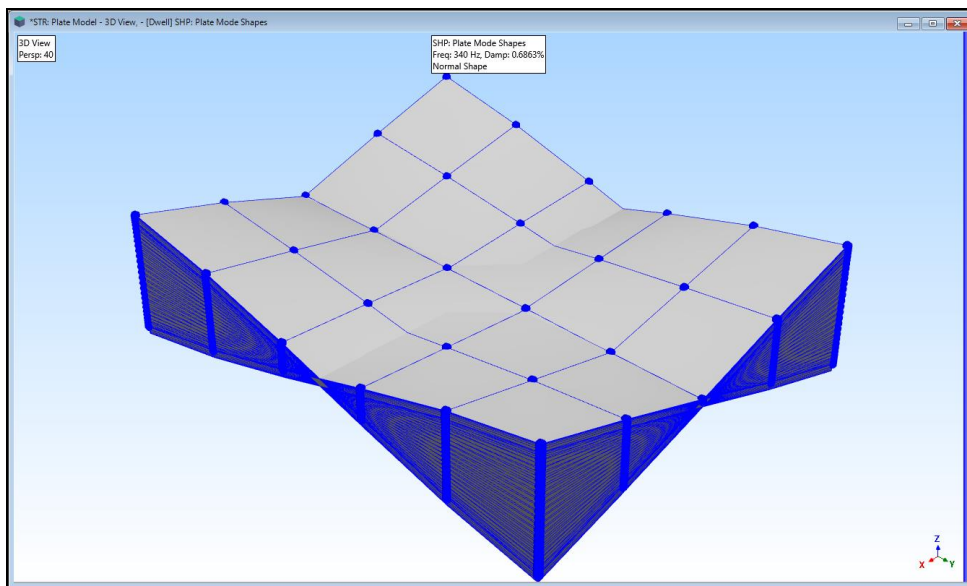 *STR: Plate Model - 3D View, - [Dwell] SHP: Plate Mode Shapes
3D View
Persp: 40
SHP: Plate Mode Shapes
Freq: 340 Hz, Damp: 0.6863%
Normal Shape
Z
X
Y